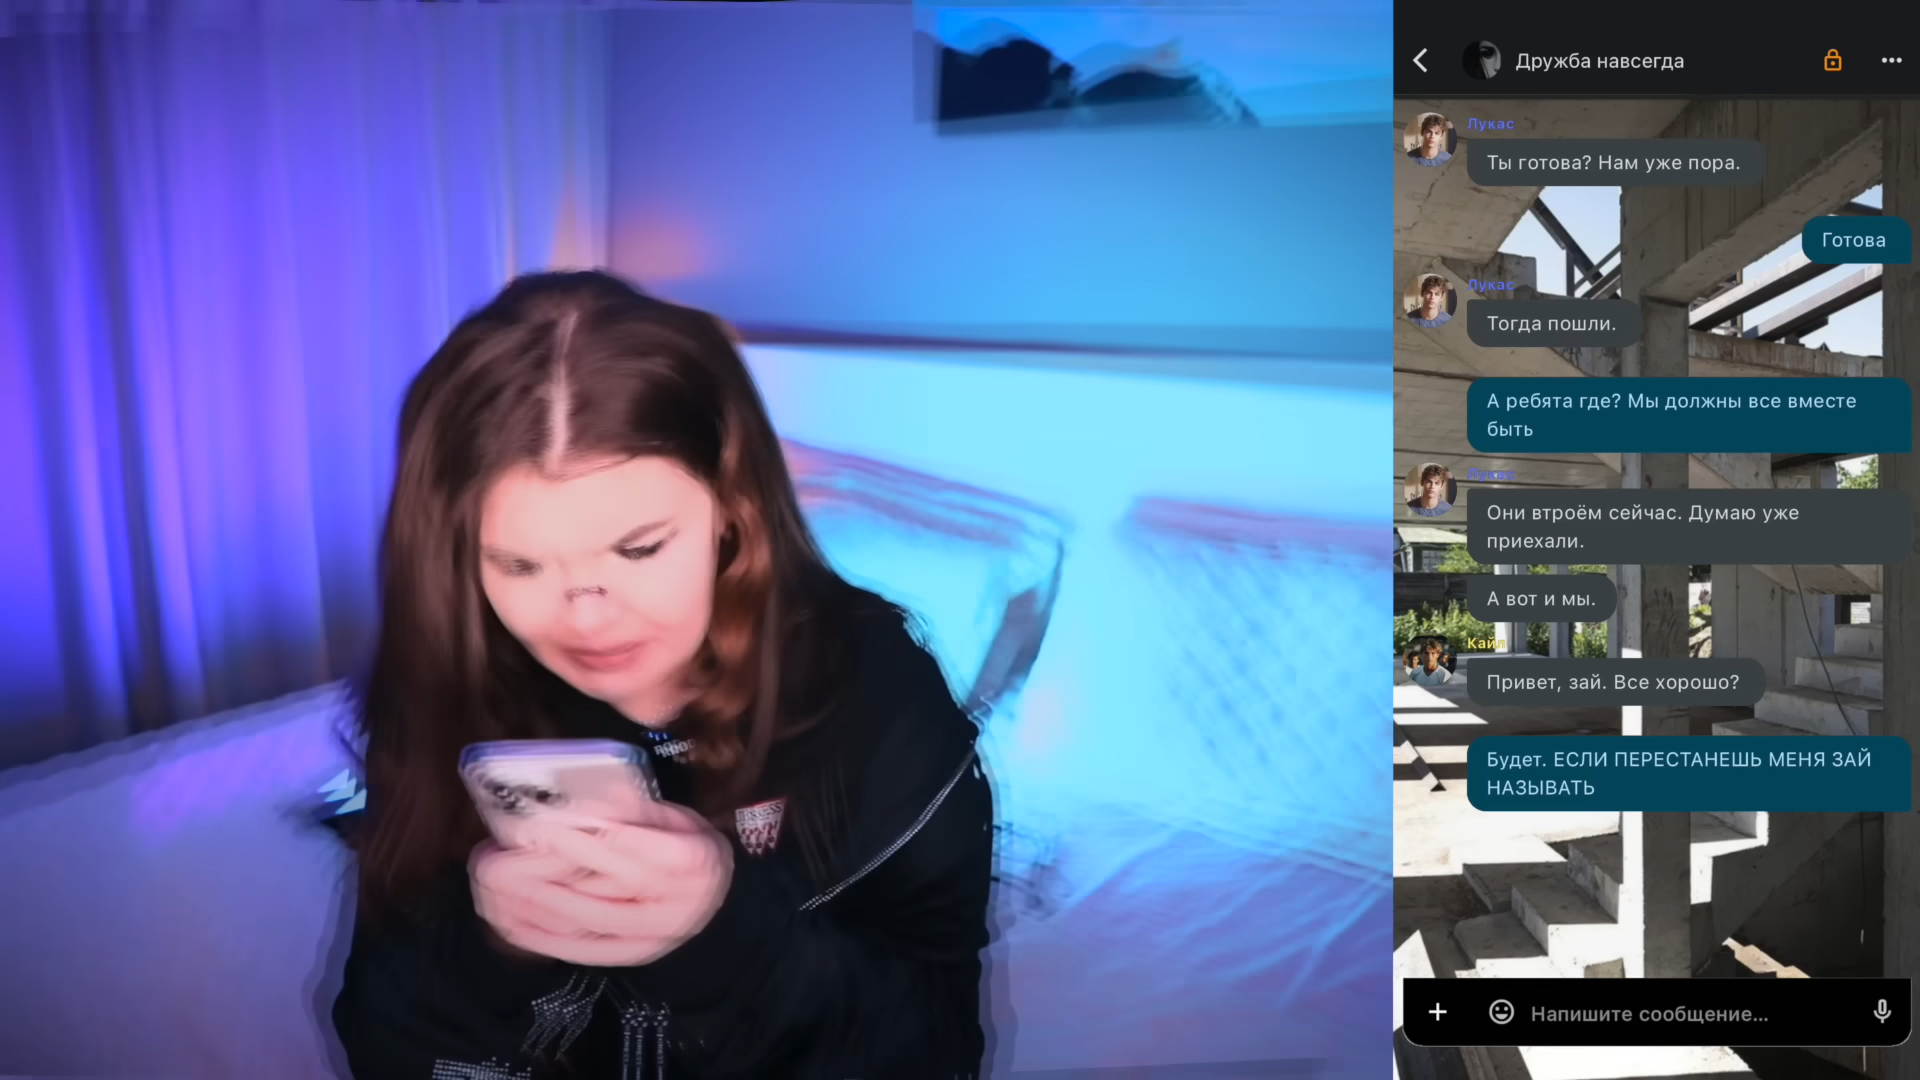 Дружба навсегда
Лукас
Ты готова? Нам уже пора.
Готова
Лукас
Тогда пошли.
А ребята где? Мы должны все вместе
быть
Лукас
Они втроём сейчас. Думаю уже
приехали.
А вот и мы.
Кайл
Привет, зай. Все хорошо?
Будет. ЕСЛИ ПЕРЕСТАНЕШЬ МЕНЯ ЗАЙ
НАЗЫВАТЬ
Напишите сообщение...